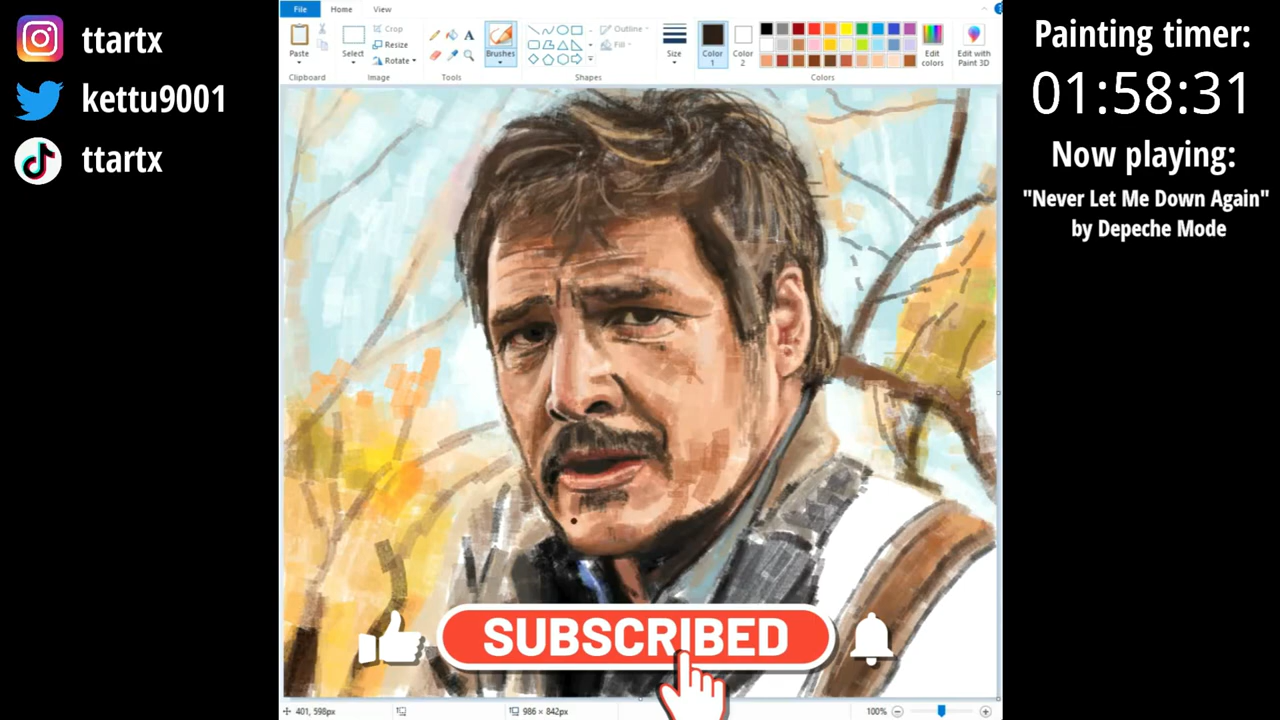 ttartx
kettu9001
ttartx
File
Home
View
Paste
Clipboard
Select
Crop
Resize
Rotate
Image
A
Tools
Brushes
Shapes
Outline
Fill
Size
Color
1
Color
2
Edit
colors
Edit with
Paint 3D
Colors
Painting timer:
01:58:31
Now playing:
"Never Let Me Down Again"
by Depeche Mode
SUBSCRIBED
401, 598px
986 × 842px
100%